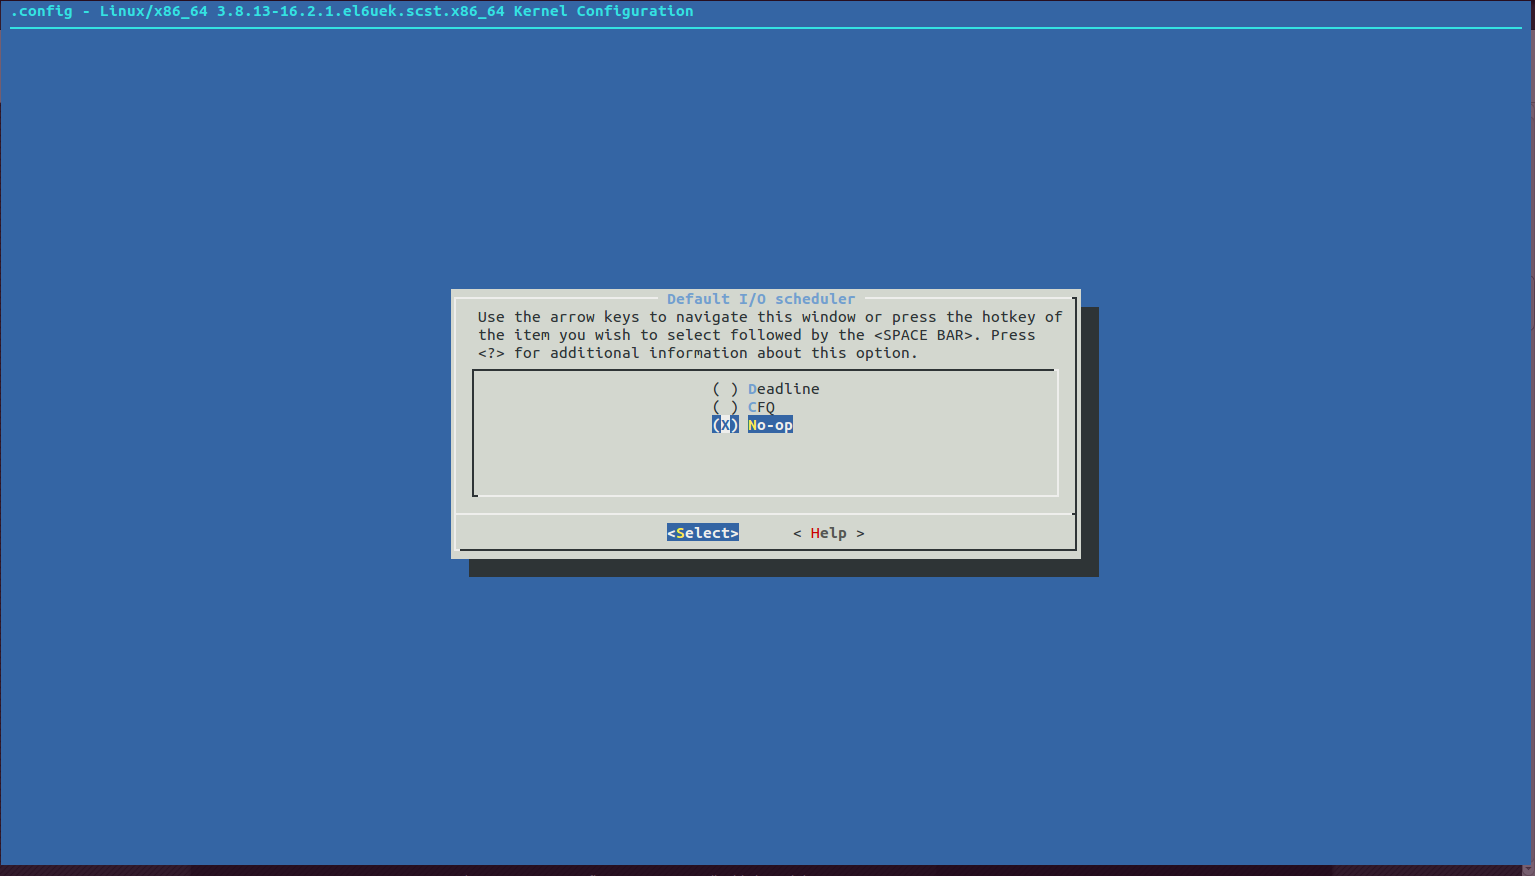 .config - Linux/x86_64 3.8.13-16.2.1.el6uek.scst.x86_64 Kernel Configuration
Default I/O scheduler
Use the arrow keys to navigate this window or press the hotkey of
the item you wish to select followed by the <SPACE BAR>. Press
<?> for additional information about this option.
( ) Deadline
( ) CFQ
(X) No-op
<Select> < Help >